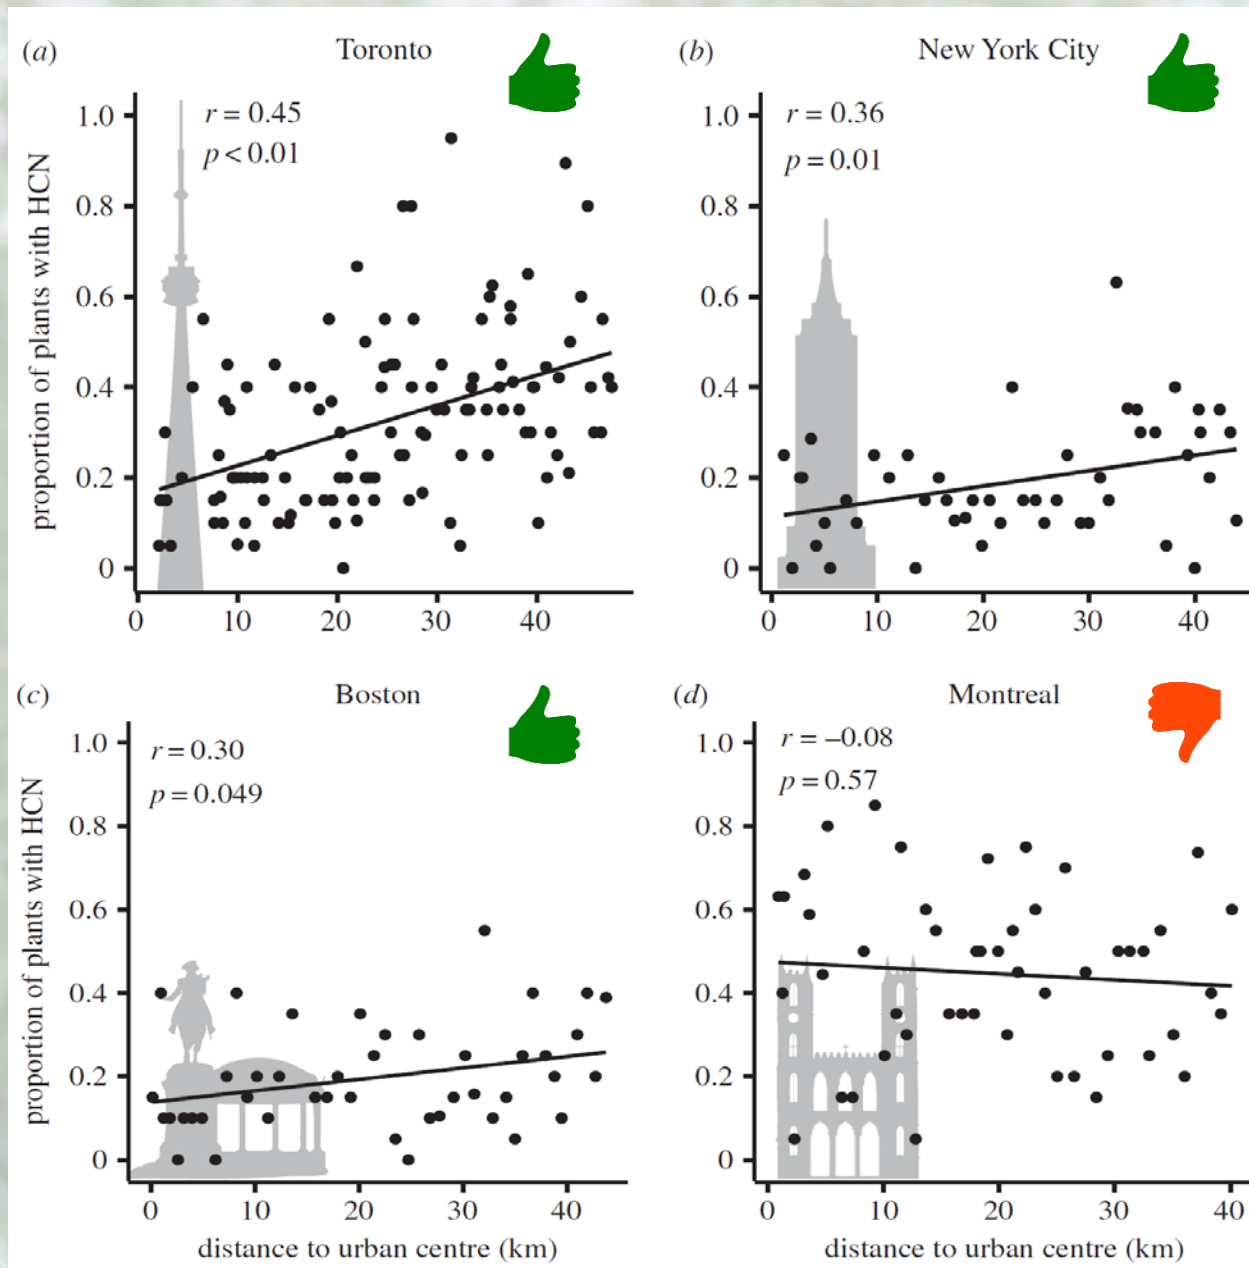 (a) Toronto
r = 0.45
p < 0.01
proportion of plants with HCN
1.0
0.8
0.6
0.4
0.2
0
0 10 20 30 40
(b) New York City
r = 0.36
p = 0.01
1.0
0.8
0.6
0.4
0.2
0
0 10 20 30 40
(c) Boston
r = 0.30
p = 0.049
proportion of plants with HCN
1.0
0.8
0.6
0.4
0.2
0
0 10 20 30 40
distance to urban centre (km)
(d) Montreal
r = –0.08
p = 0.57
1.0
0.8
0.6
0.4
0.2
0
0 10 20 30 40
distance to urban centre (km)